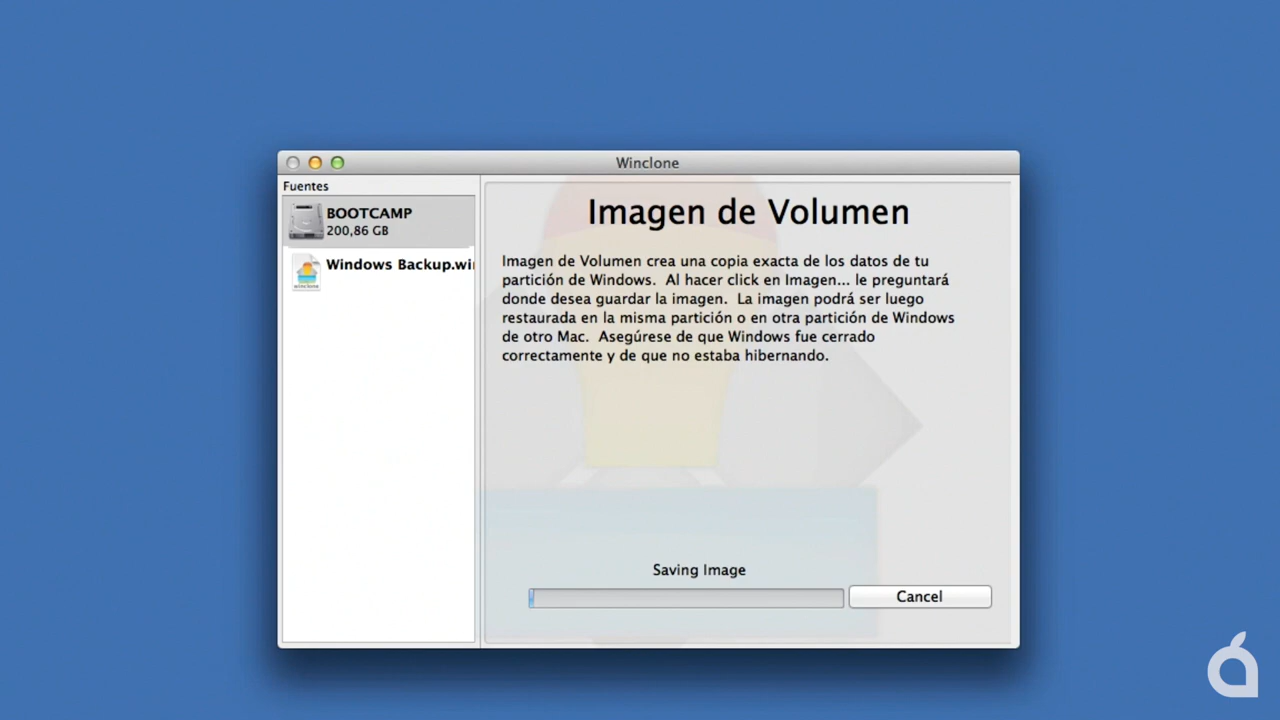 Winclone
Fuentes
BOOTCAMP
200,86 GB
Windows Backup.wi
Imagen de Volumen
Imagen de Volumen crea una copia exacta de los datos de tu
partición de Windows.  Al hacer click en Imagen... le preguntará
donde desea guardar la imagen.  La imagen podrá ser luego
restaurada en la misma partición o en otra partición de Windows
de otro Mac.  Asegúrese de que Windows fue cerrado
correctamente y de que no estaba hibernando.
Saving Image
Cancel